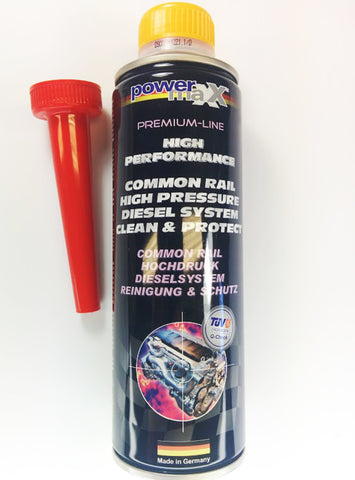 power
maxx
PREMIUM-LINE
HIGH
PERFORMANCE
COMMON RAIL
HIGH PRESSURE
DIESEL SYSTEM
CLEAN & PROTECT
COMMON RAIL
HOCHDRUCK
DIESELSYSTEM
REINIGUNG & SCHUTZ
TÜV
Made in Germany